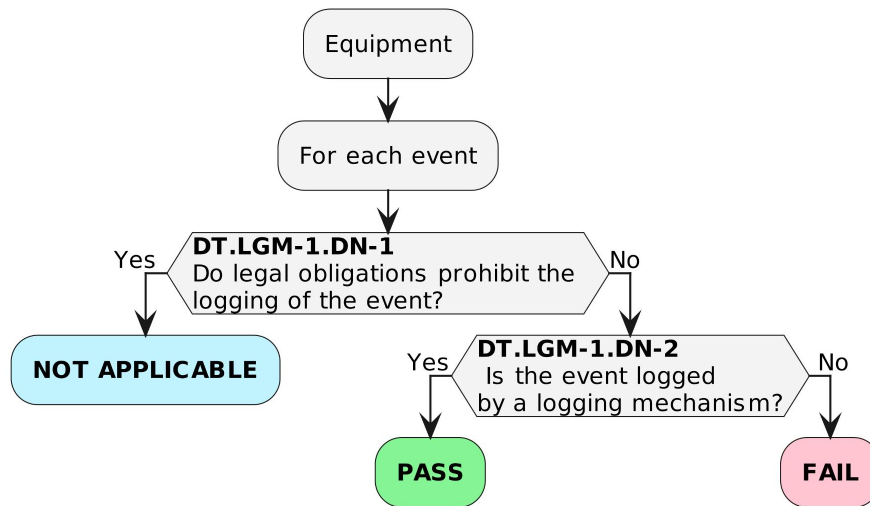 Equipment
For each event
DT.LGM-1.DN-1
Yes
No
Do legal obligations prohibit the
logging of the event?
NOT APPLICABLE
DT.LGM-1.DN-2
Yes
No
Is the event logged
by a logging mechanism?
PASS
FAIL